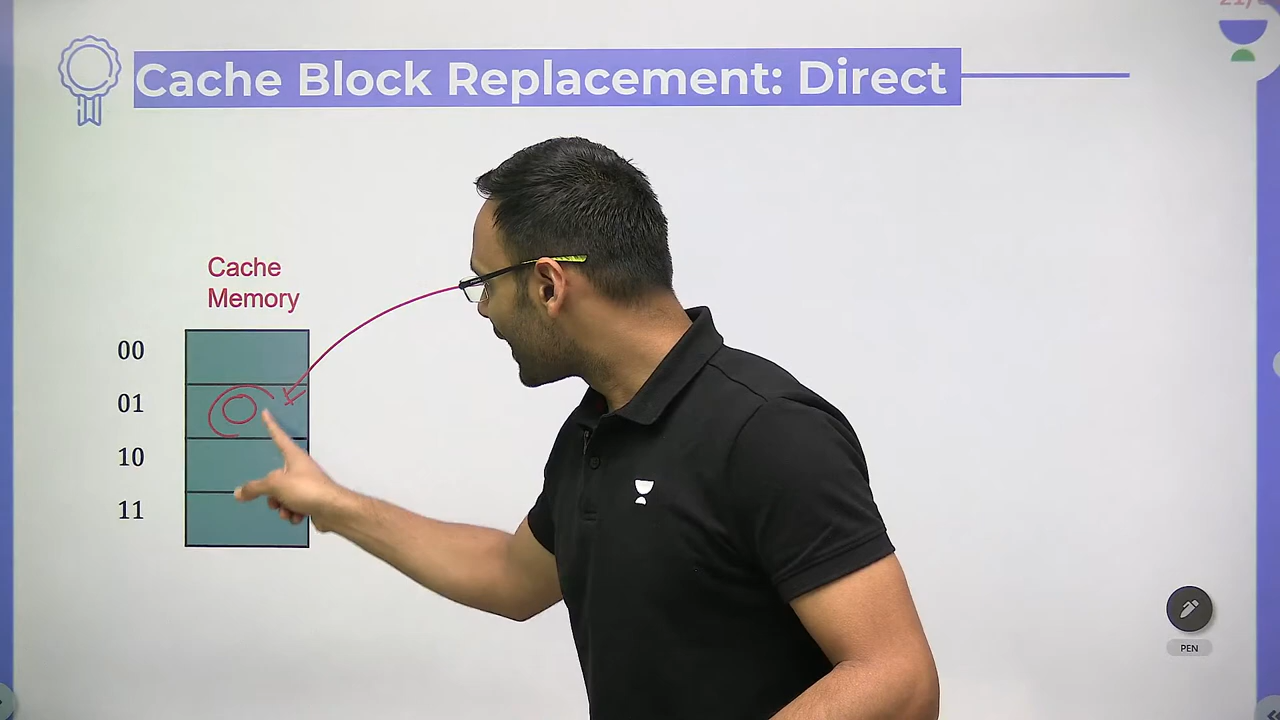 Cache Block Replacement: Direct
Cache
Memory
00
01
10
11
PEN